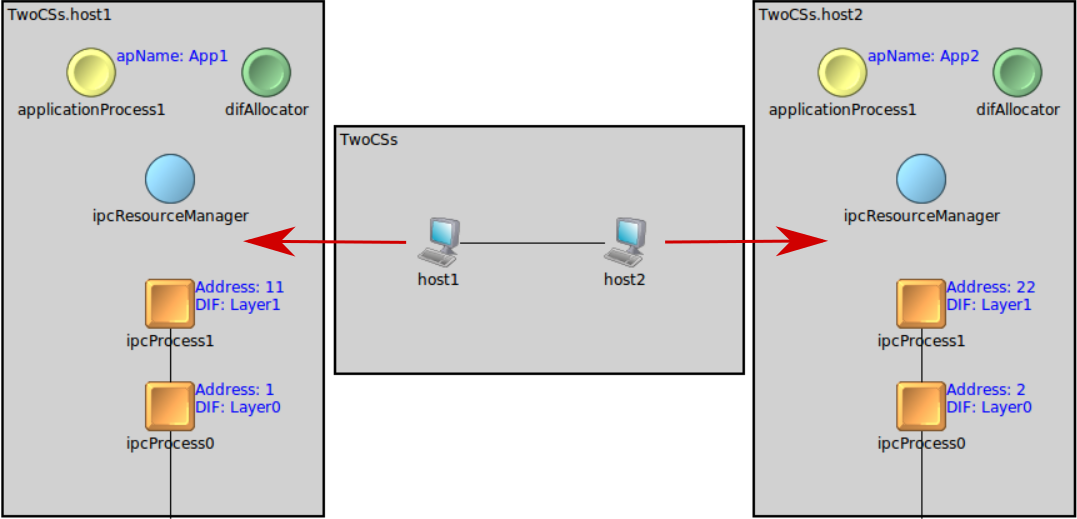 TwoCSs.host1
apName: App1
applicationProcess1
difAllocator
ipcResourceManager
Address: 11
DIF: Layer1
ipcProcess1
Address: 1
DIF: Layer0
ipcProcess0
TwoCSs
host1
host2
TwoCSs.host2
apName: App2
applicationProcess1
difAllocator
ipcResourceManager
Address: 22
DIF: Layer1
ipcProcess1
Address: 2
DIF: Layer0
ipcProcess0